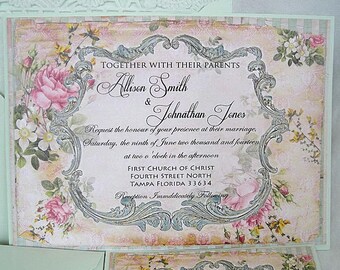 Together with their parents
Allison Smith
&
Johnathan Jones
Request the honour of your presence at their marriage,
Saturday, the ninth of June two thousand and fourteen
at two o clock in the afternoon
First Church of Christ
Fourth Street North
Tampa Florida 33634
Reception Immdidicately Following